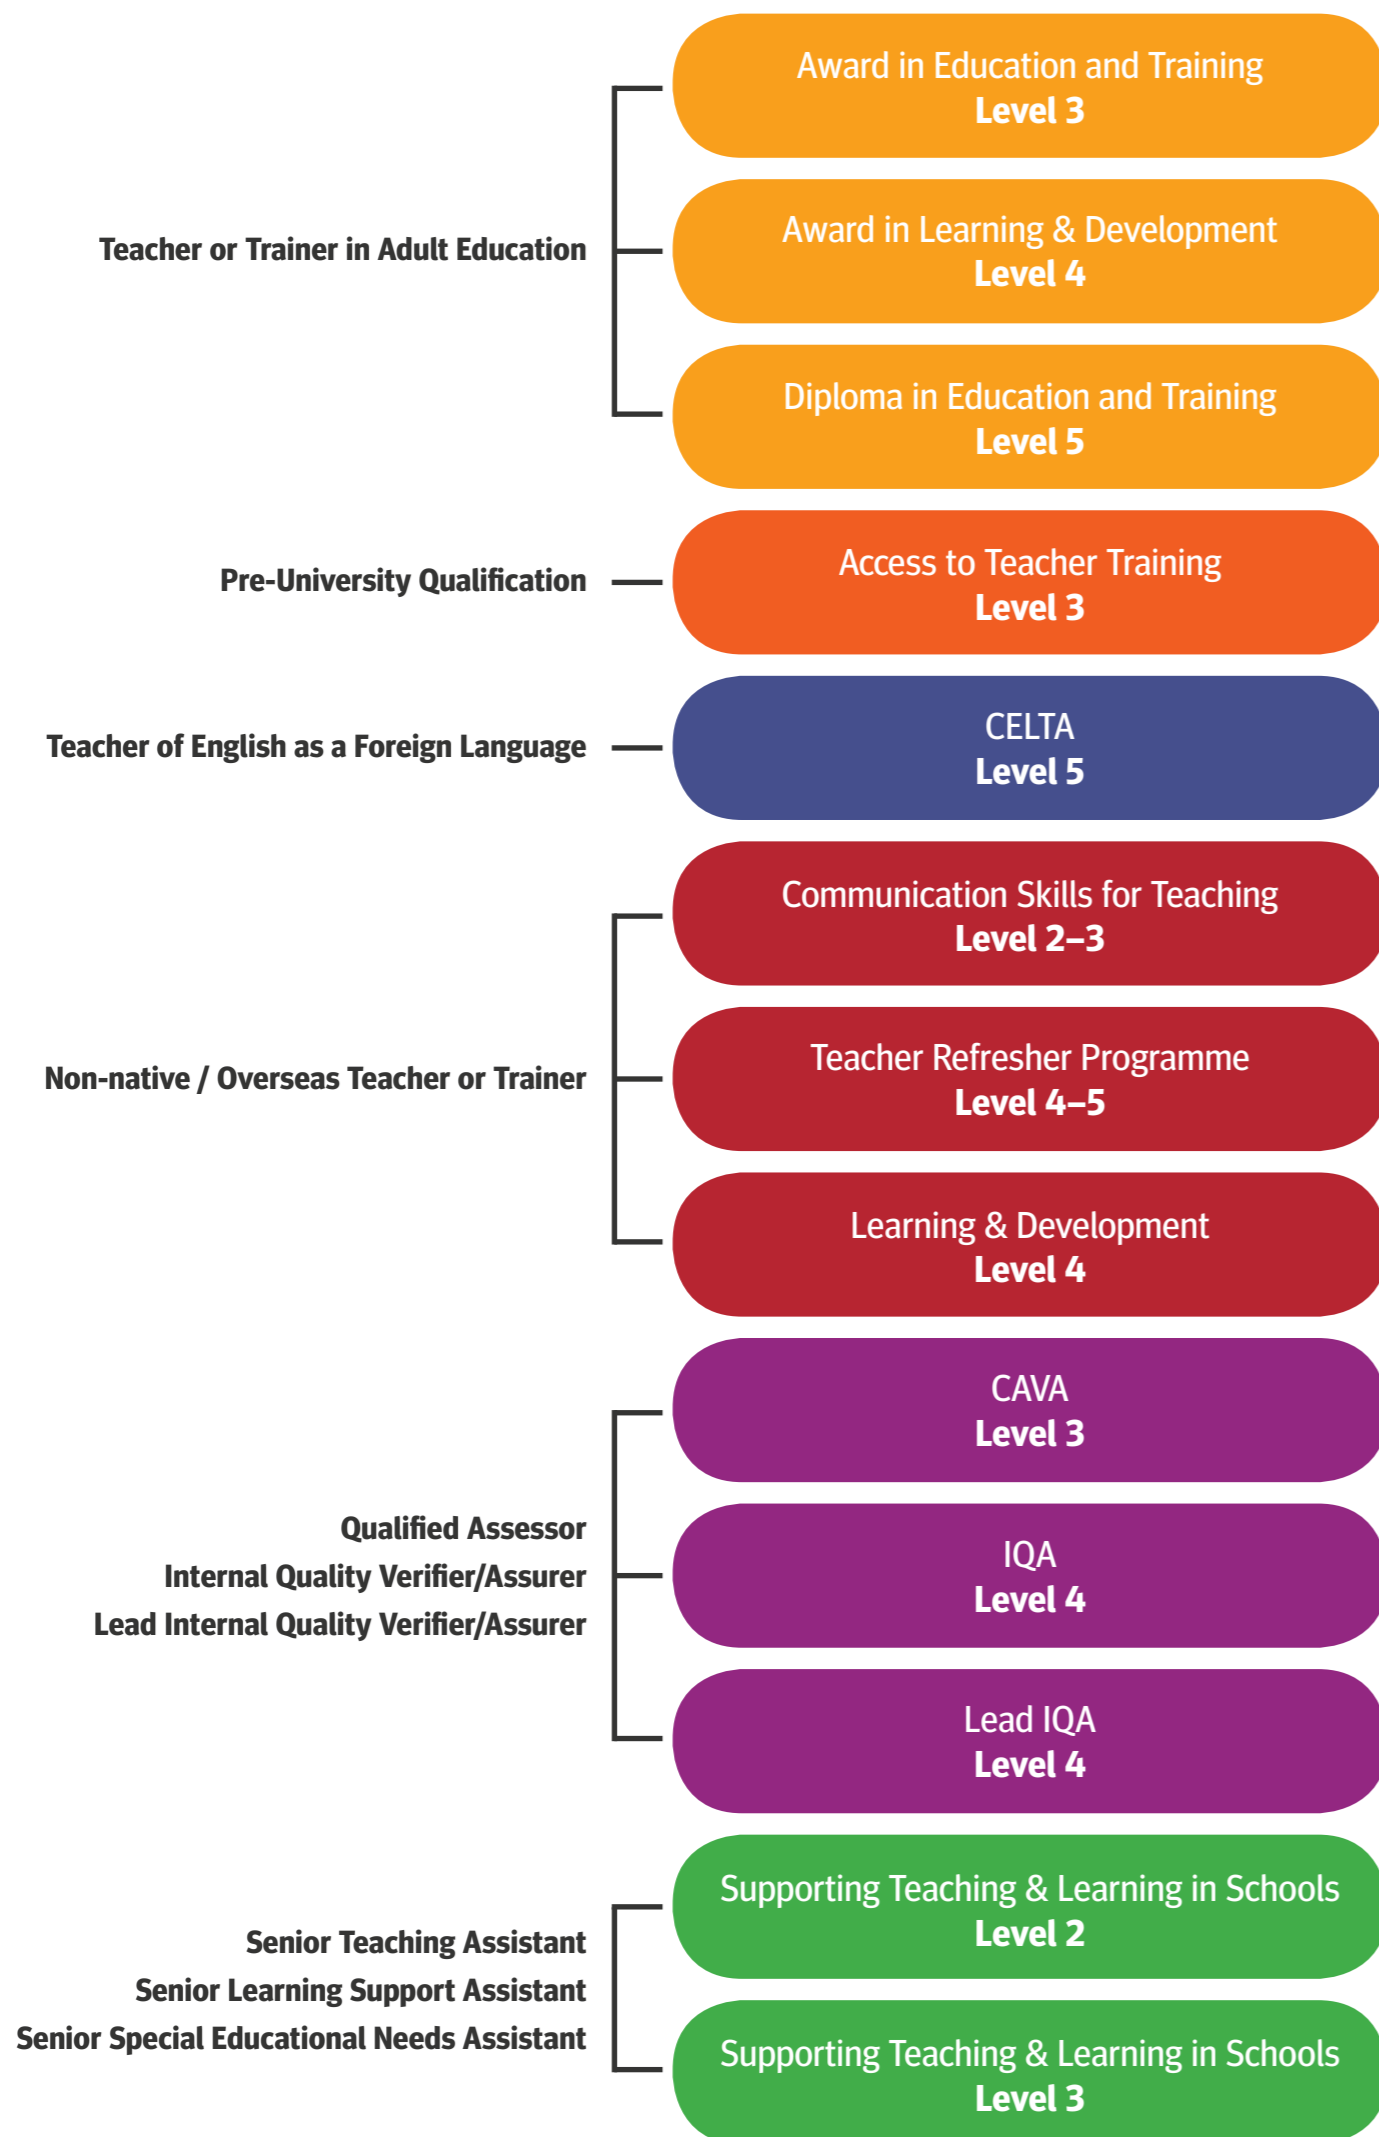 Teacher or Trainer in Adult Education
Award in Education and Training
Level 3
Award in Learning & Development
Level 4
Diploma in Education and Training
Level 5
Pre-University Qualification
Access to Teacher Training
Level 3
Teacher of English as a Foreign Language
CELTA
Level 5
Non-native / Overseas Teacher or Trainer
Communication Skills for Teaching
Level 2–3
Teacher Refresher Programme
Level 4–5
Learning & Development
Level 4
Qualified Assessor
Internal Quality Verifier/Assurer
Lead Internal Quality Verifier/Assurer
CAVA
Level 3
IQA
Level 4
Lead IQA
Level 4
Senior Teaching Assistant
Senior Learning Support Assistant
Senior Special Educational Needs Assistant
Supporting Teaching & Learning in Schools
Level 2
Supporting Teaching & Learning in Schools
Level 3